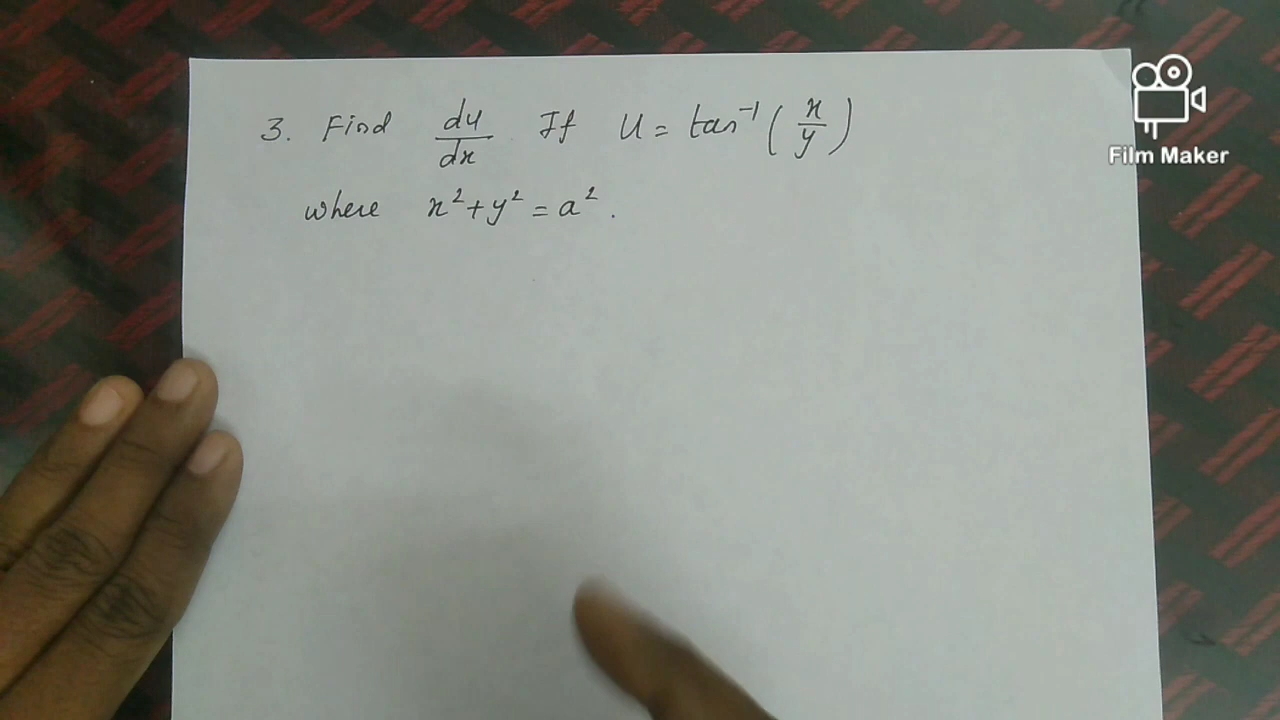 3. Find du/dx If U = tan⁻¹(x/y)
where x² + y² = a².
Film Maker